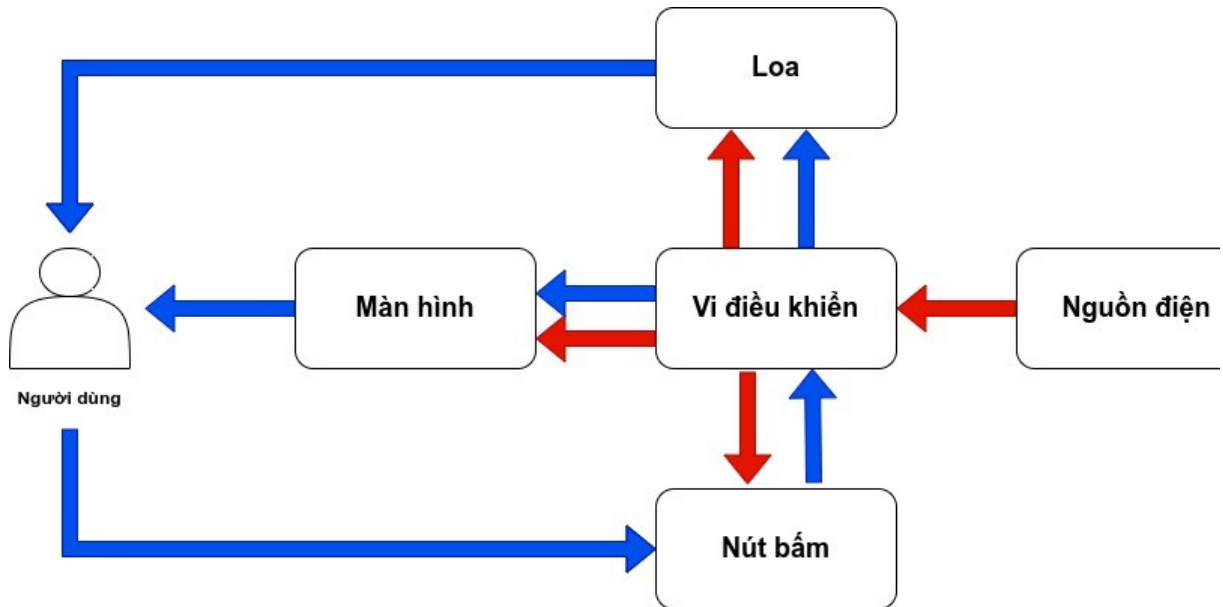 Loa
Màn hình
Vi điều khiển
Nguồn điện
Người dùng
Nút bấm